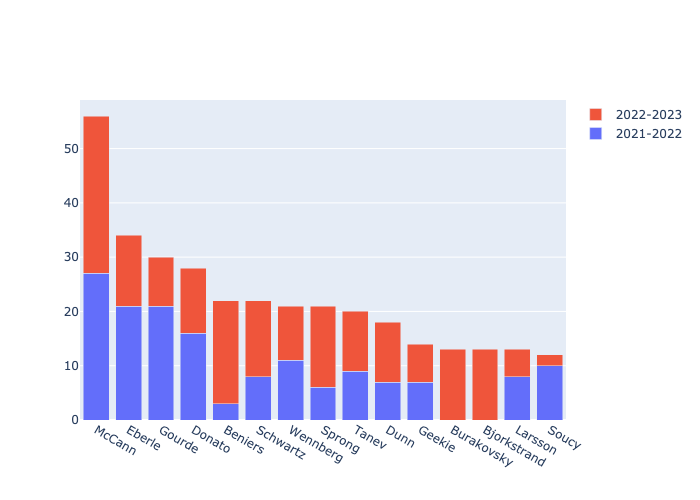 2022-2023
2021-2022
50
40
30
20
10
0
McCann
Eberle
Gourde
Donato
Beniers
Schwartz
Wennberg
Sprong
Tanev
Dunn
Geekie
Burakovsky
Bjorkstrand
Larsson
Soucy